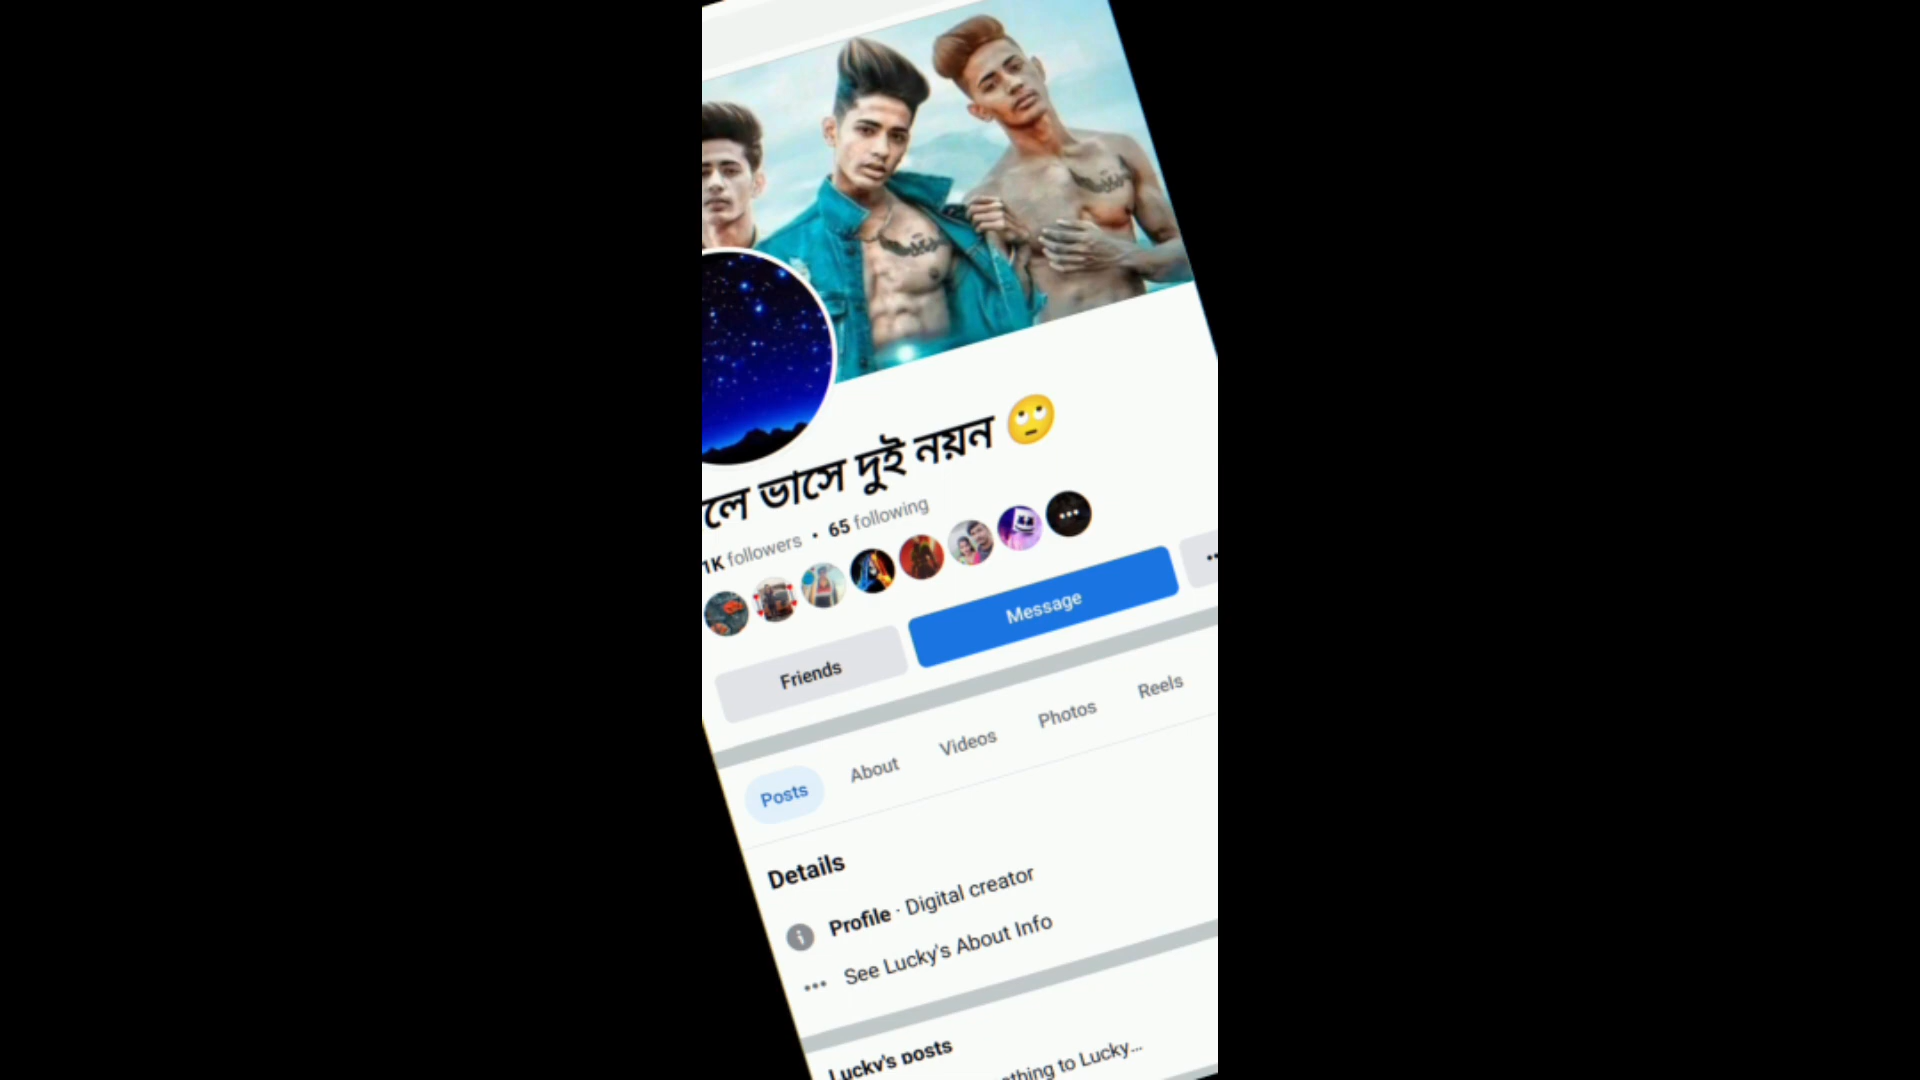 লে ভাসে দুই নয়ন 🙄
1K followers • 65 following
Friends
Message
Posts
About
Videos
Photos
Reels
Details
Profile · Digital creator
See Lucky's About Info
Lucky's posts
to Lucky...